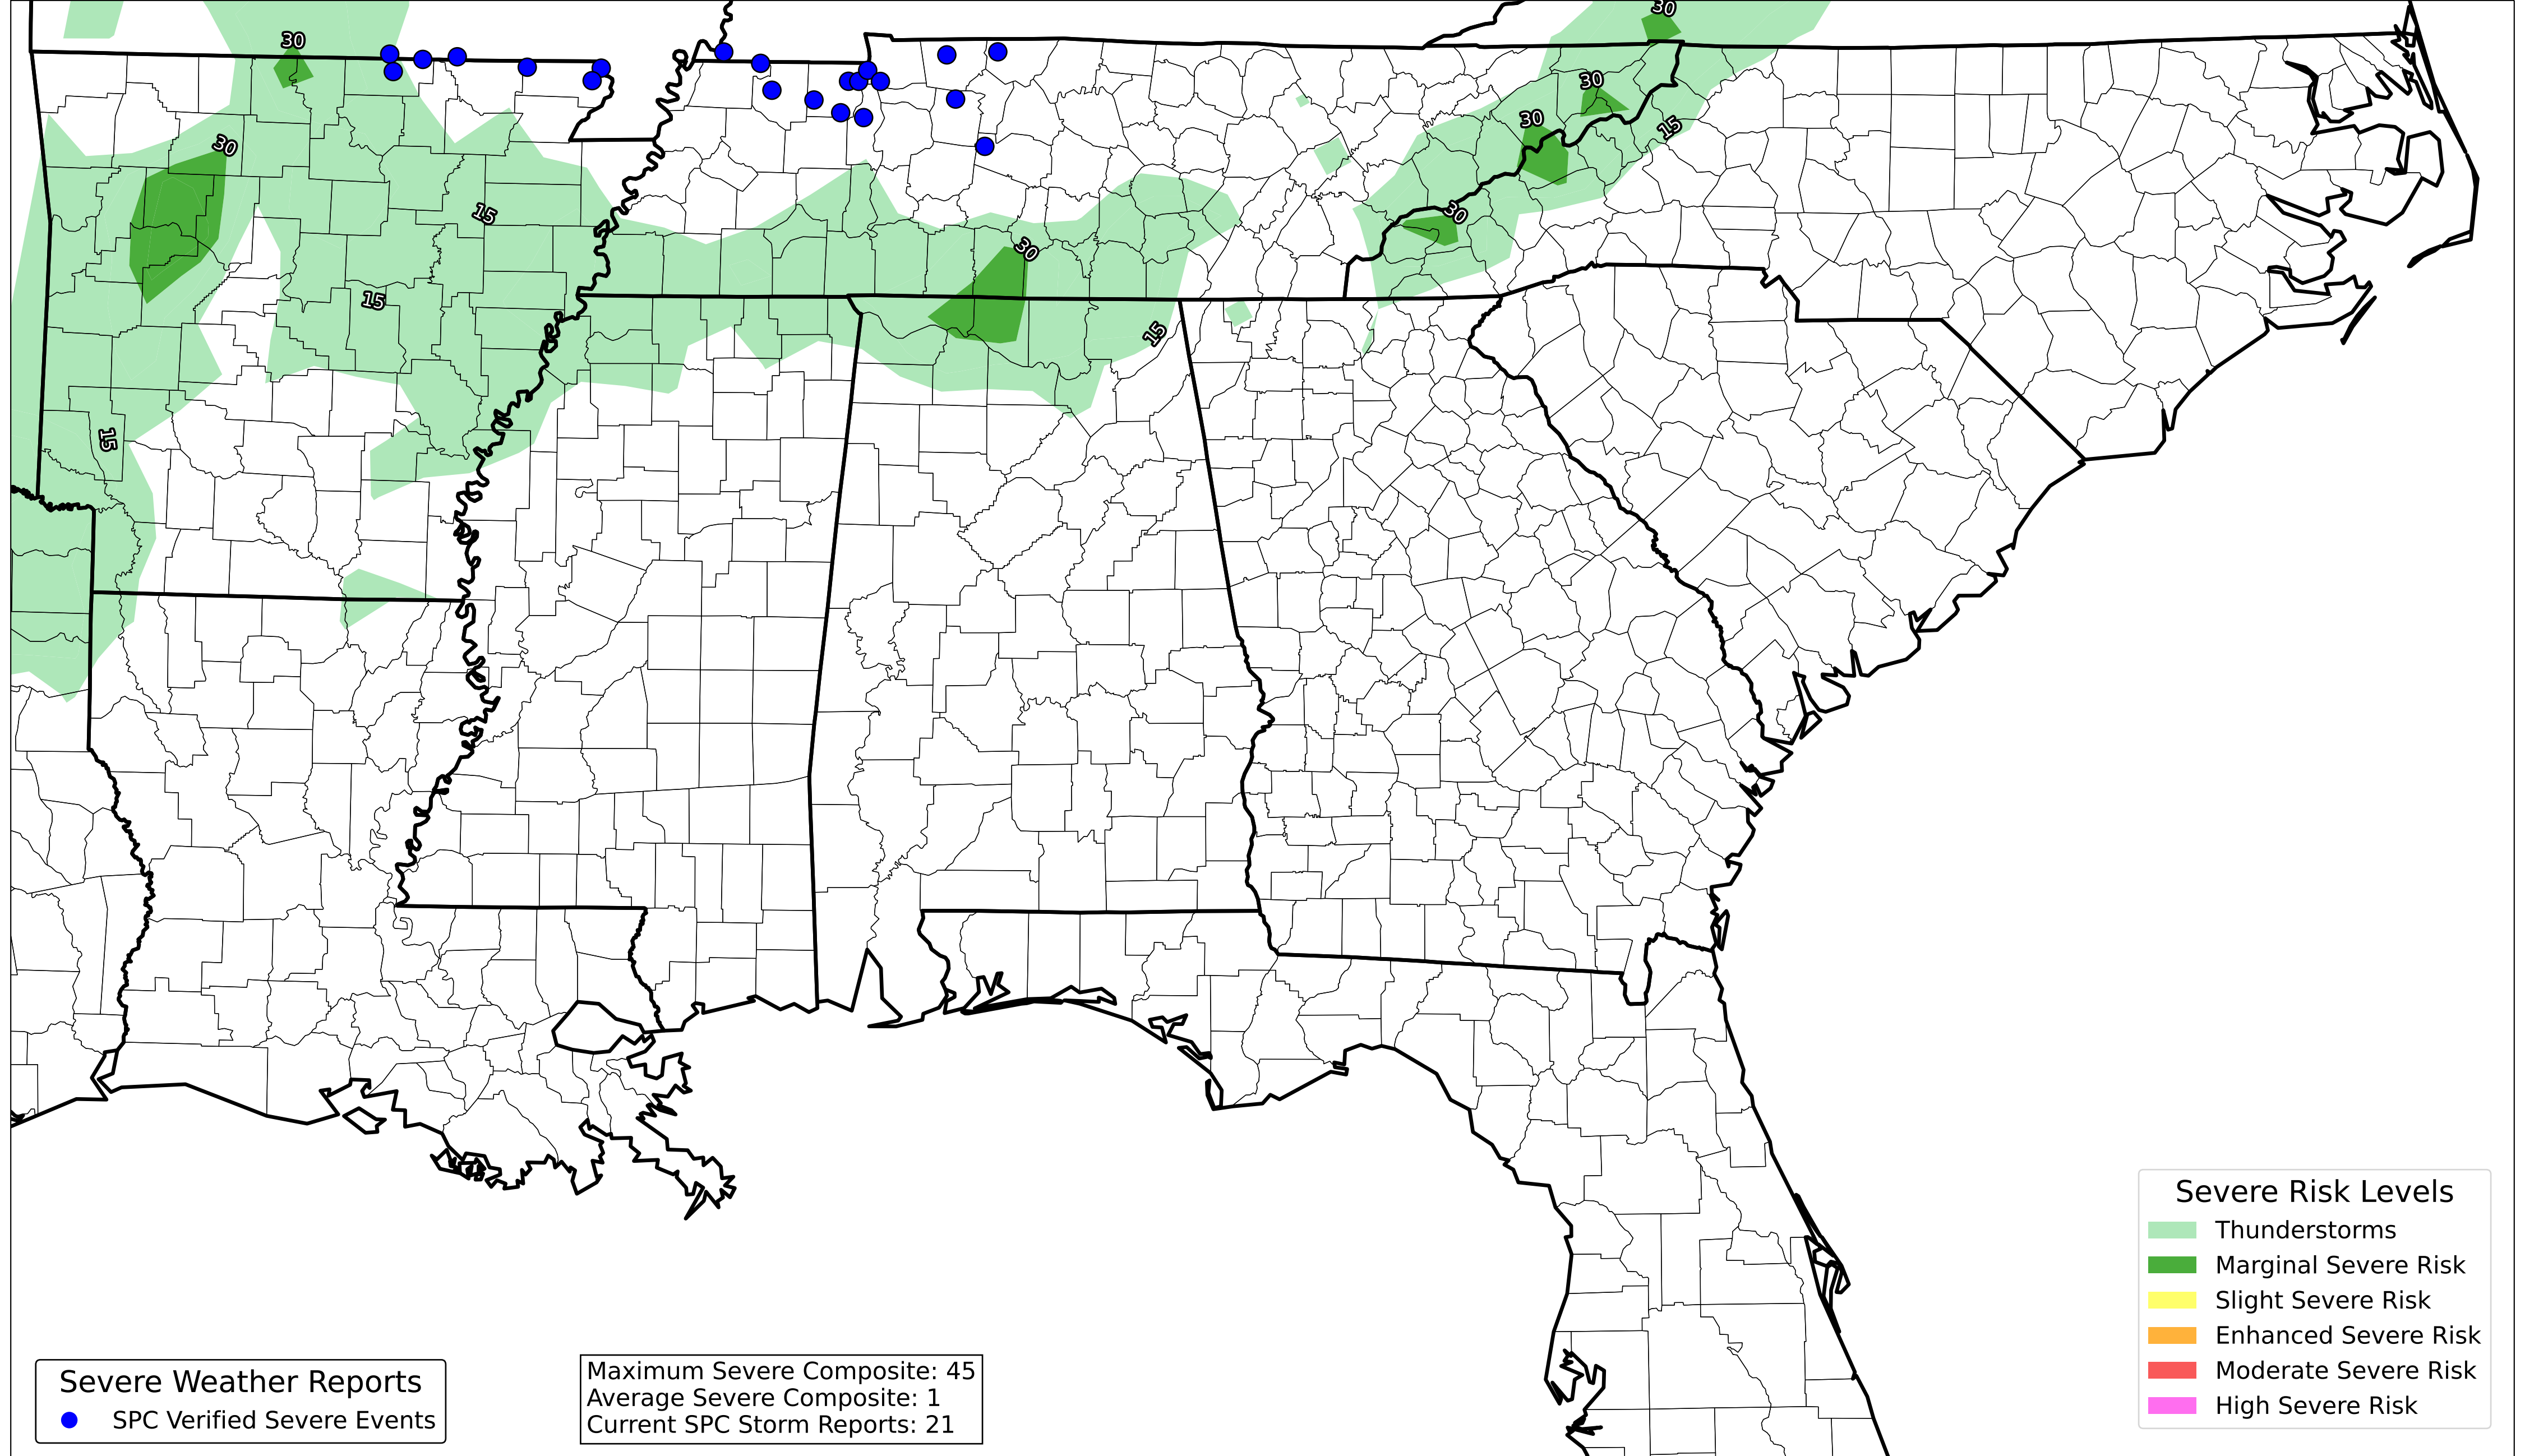 30
30
30
30
30
15
30
15
30
15
15
15
Severe Risk Levels
Thunderstorms
Marginal Severe Risk
Slight Severe Risk
Enhanced Severe Risk
Moderate Severe Risk
High Severe Risk
Severe Weather Reports
SPC Verified Severe Events
Maximum Severe Composite: 45
Average Severe Composite: 1
Current SPC Storm Reports: 21